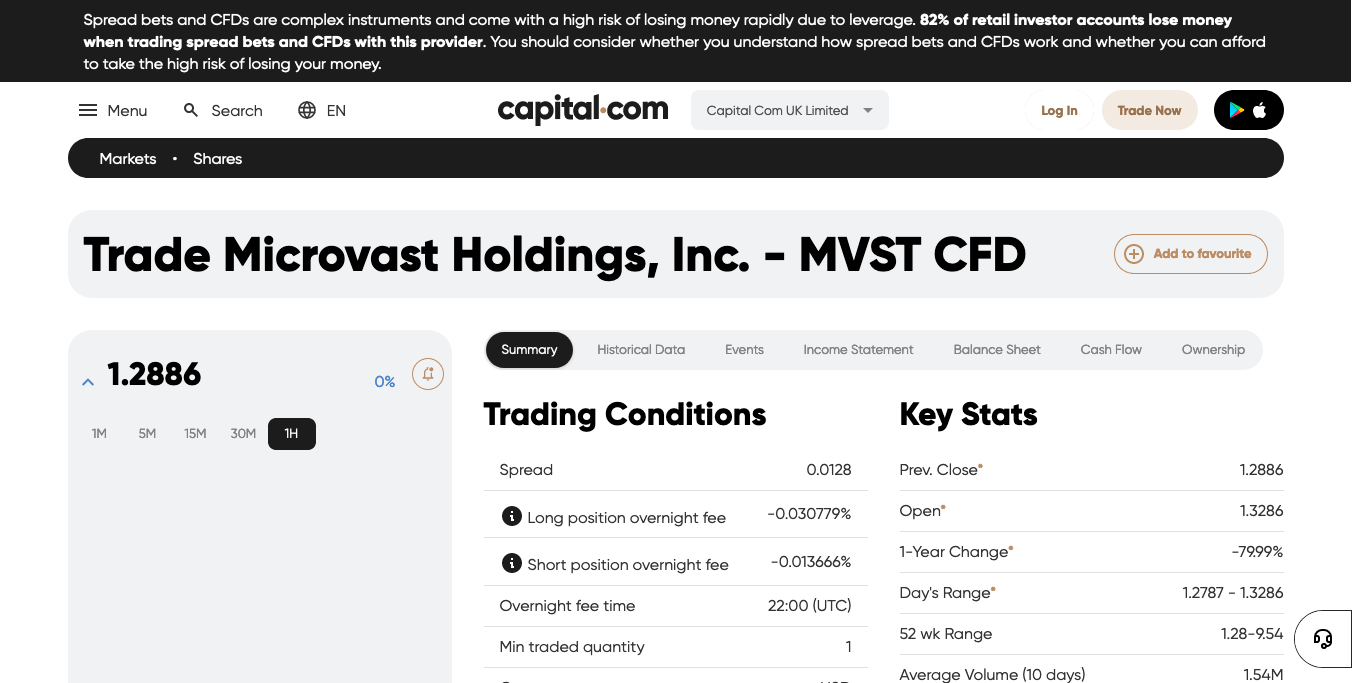 Spread bets and CFDs are complex instruments and come with a high risk of losing money rapidly due to leverage. 82% of retail investor accounts lose money
when trading spread bets and CFDs with this provider. You should consider whether you understand how spread bets and CFDs work and whether you can afford
to take the high risk of losing your money.
Menu Search EN capital.com Capital Com UK Limited Log In Trade Now
Markets • Shares
Trade Microvast Holdings, Inc. - MVST CFD Add to favourite
1.2886 0%
1M 5M 15M 30M 1H
Summary Historical Data Events Income Statement Balance Sheet Cash Flow Ownership
Trading Conditions
Spread 0.0128
Long position overnight fee -0.030779%
Short position overnight fee -0.013666%
Overnight fee time 22:00 (UTC)
Min traded quantity 1
Key Stats
Prev. Close* 1.2886
Open* 1.3286
1-Year Change* -79.99%
Day's Range* 1.2787 - 1.3286
52 wk Range 1.28-9.54
Average Volume (10 days) 1.54M